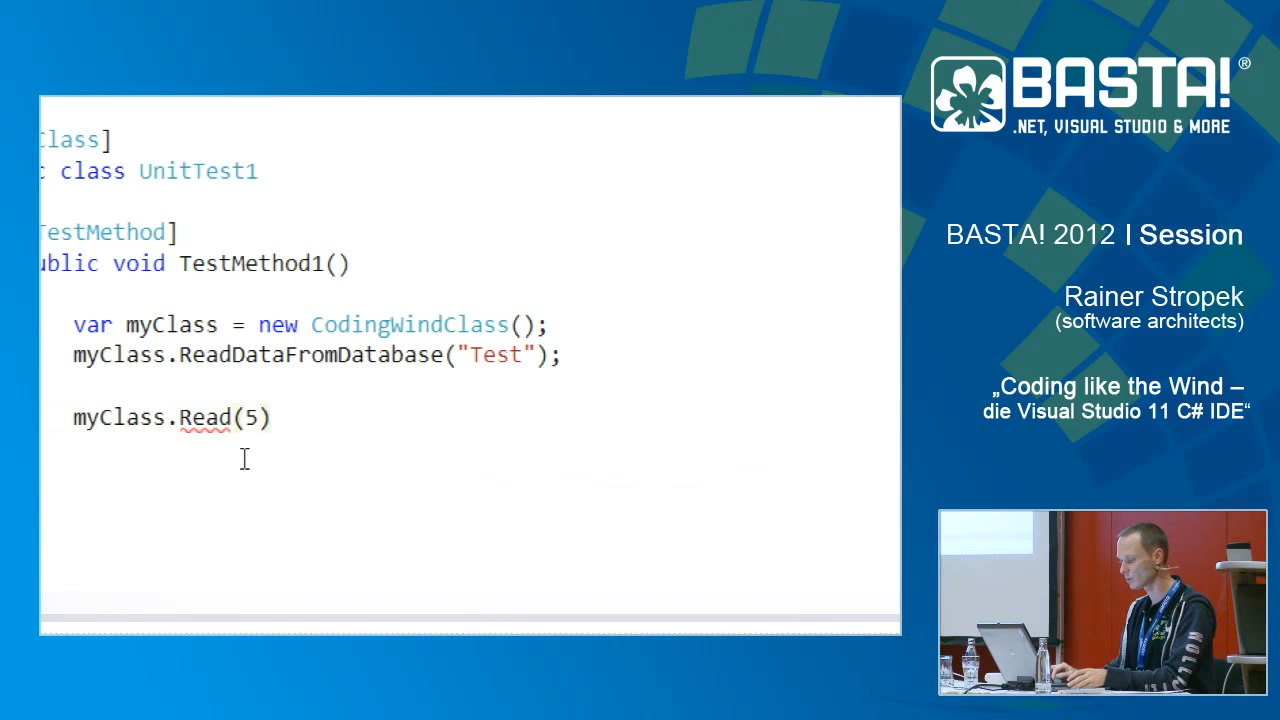 Class]
c class UnitTest1
TestMethod]
ublic void TestMethod1()
var myClass = new CodingWindClass();
myClass.ReadDataFromDatabase("Test");
myClass.Read(5)
BASTA!®
.NET, VISUAL STUDIO & MORE
BASTA! 2012 I Session
Rainer Stropek
(software architects)
„Coding like the Wind –
die Visual Studio 11 C# IDE“